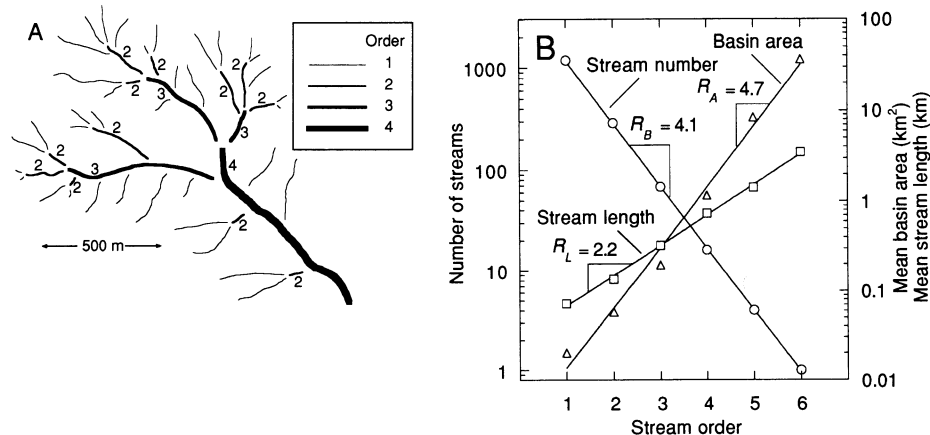 A
Order
1
2
3
4
2
2
2
3
2
2
2
3
2
2
2
3
2
4
2
2
500 m
B
Stream number
Basin area
R_A = 4.7
R_B = 4.1
Stream length
R_L = 2.2
Number of streams
1000
100
10
1
100
10
1
0.1
0.01
Mean basin area (km²)
Mean stream length (km)
1 2 3 4 5 6
Stream order